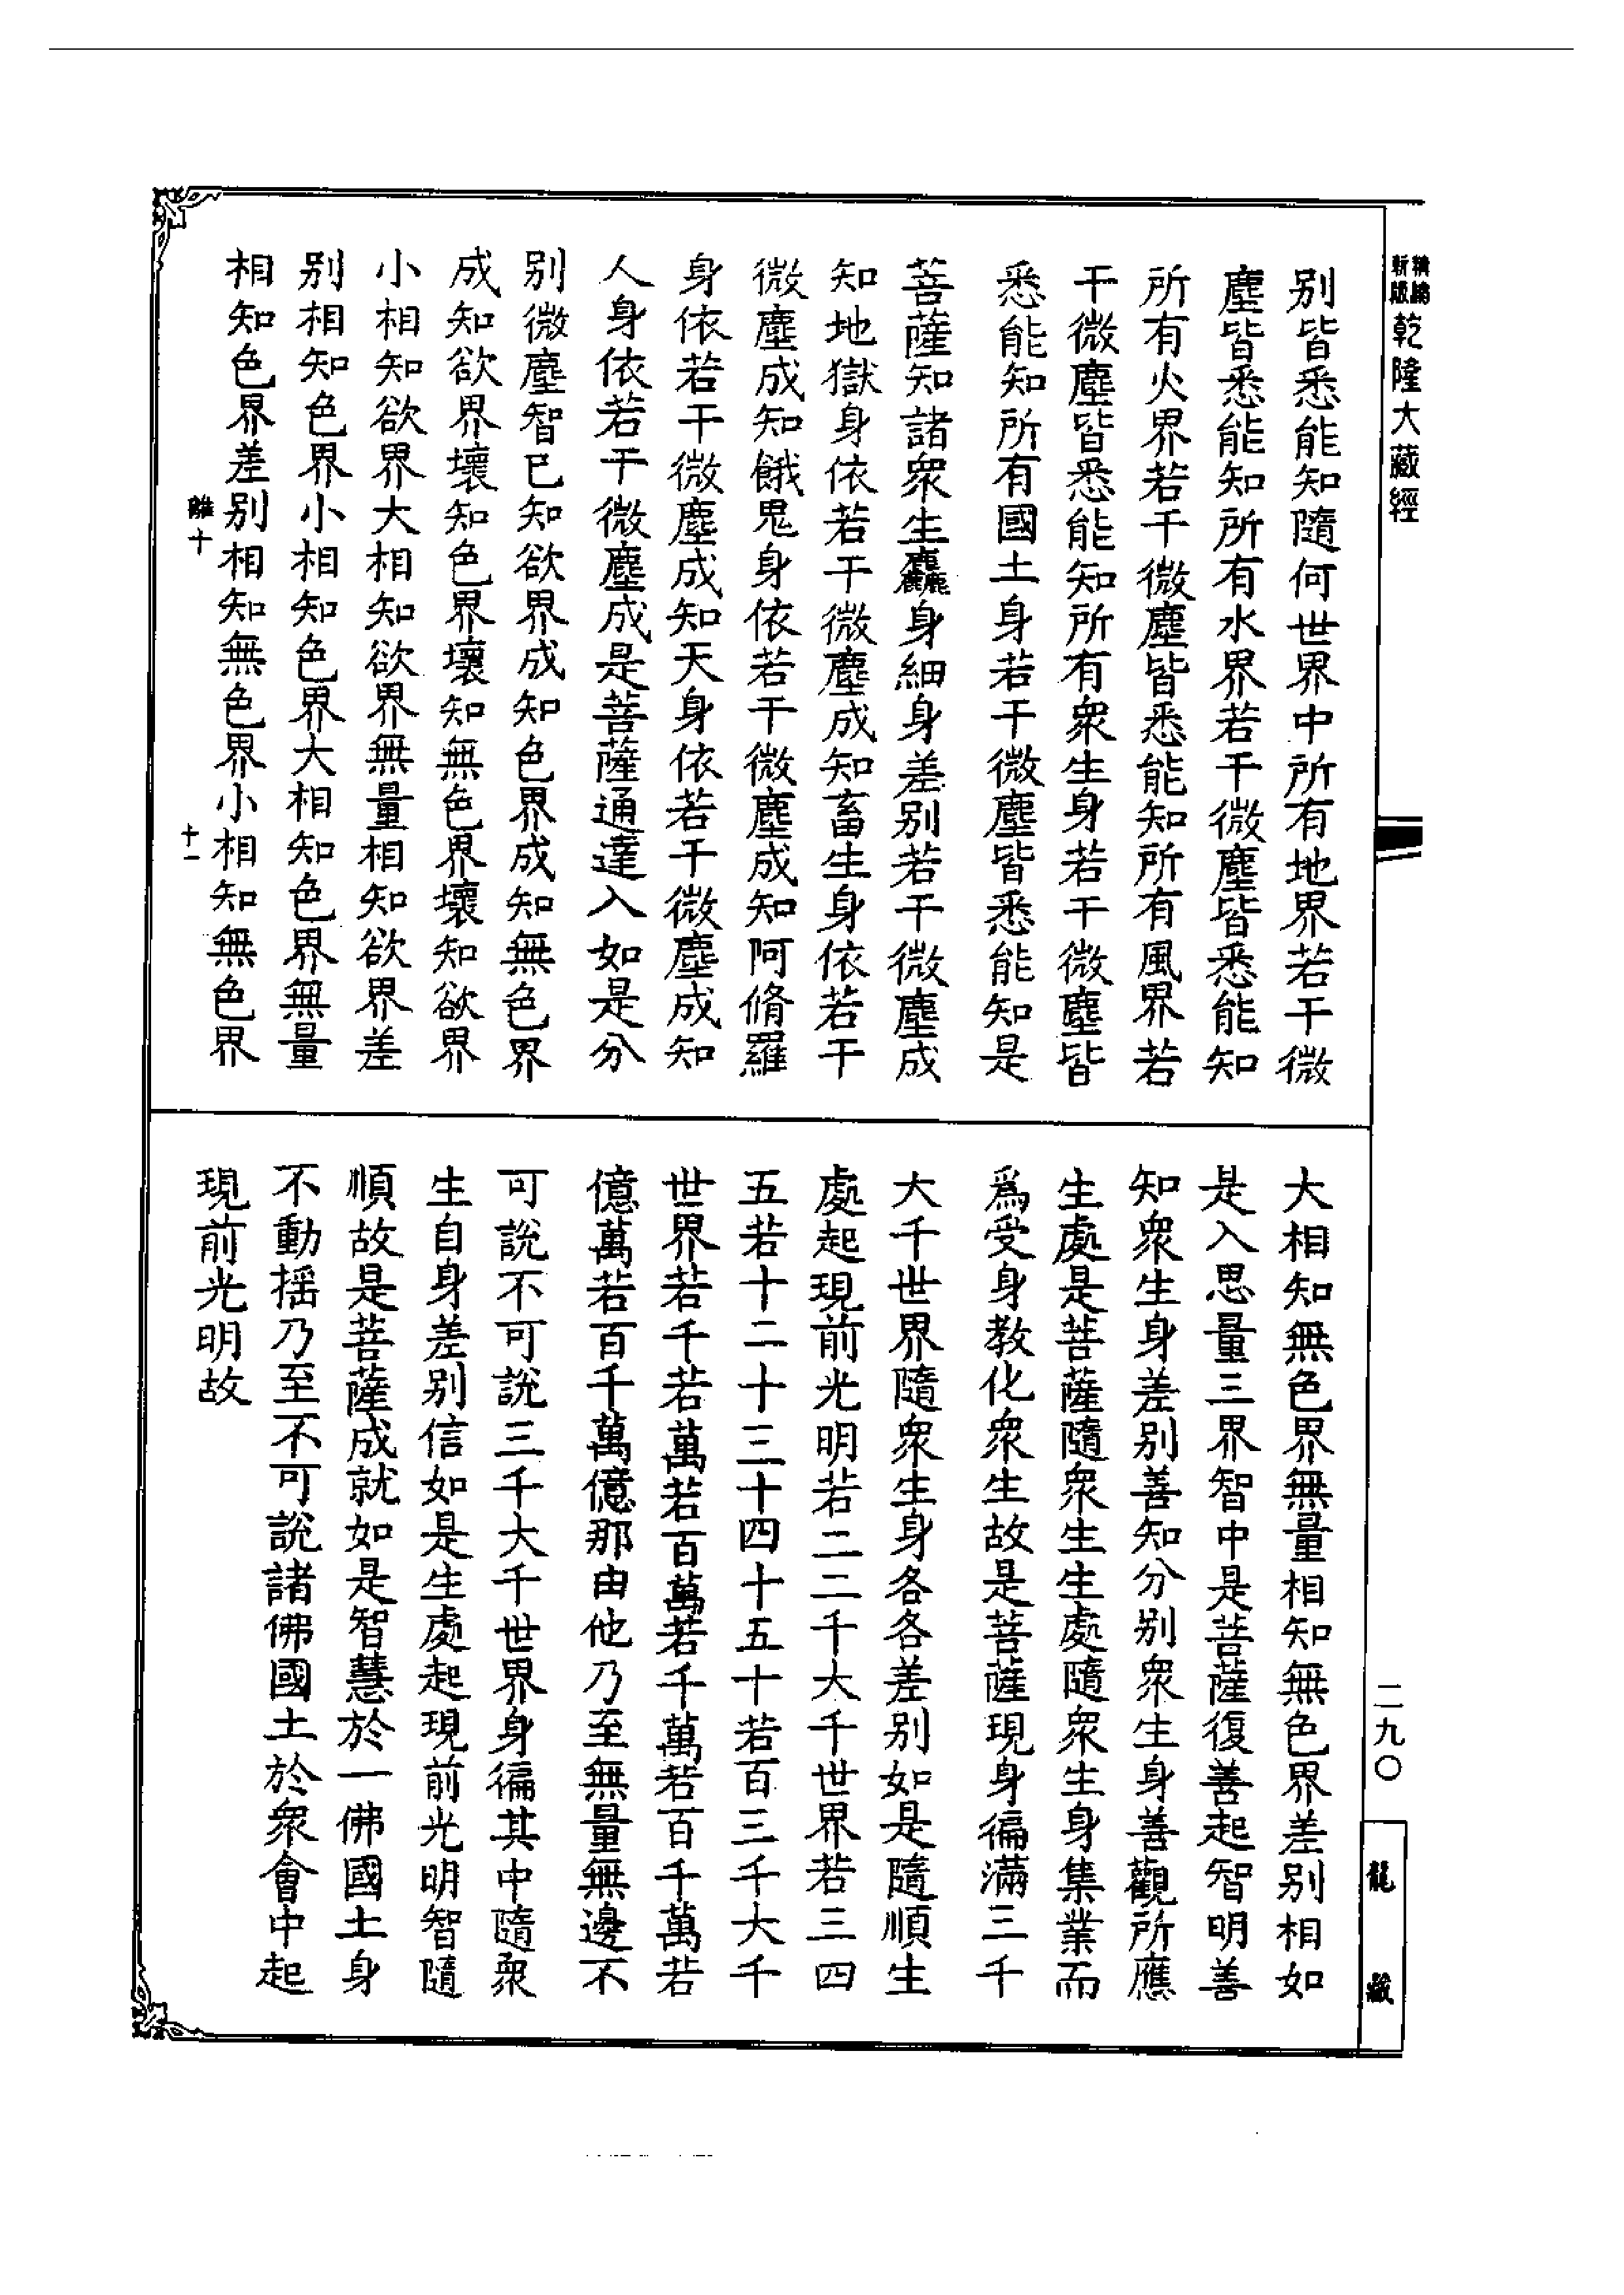 精編
新版
乾隆大藏經
别皆悉能知隨何世界中所有地界若干微
塵皆悉能知所有水界若干微塵皆悉能知
所有火界若干微塵皆悉能知所有風界若
干微塵皆悉能知所有衆生身若干微塵皆
悉能知所有國土身若干微塵皆悉能知是
菩薩知諸衆生麤身細身差别若干微塵成
知地獄身依若干微塵成知畜生身依若干
微塵成知餓鬼身依若干微塵成知阿脩羅
身依若干微塵成知天身依若干微塵成知
人身依若干微塵成是菩薩通達入如是分
别微塵智已知欲界成知色界成知無色界
成知欲界壞知色界壞知無色界壞知欲界
小相知欲界大相知欲界無量相知欲界差
别相知色界小相知色界大相知色界無量
相知色界差别相知無色界小相知無色界
離十
十一
大相知無色界無量相知無色界差别相如
是入思量三界智中是菩薩復善起智明善
知衆生身差别善知分别衆生身善觀所應
生處是菩薩隨衆生生處隨衆生身集業而
爲受身教化衆生故是菩薩現身徧滿三千
大千世界隨衆生身各各差别如是隨順生
處起現前光明若二三千大千世界若三四
五若十二十三十四十五十若百三千大千
世界若千若萬若百萬若千萬若百千萬若
億萬若百千萬億那由他乃至無量無邊不
可說不可說三千大千世界身徧其中隨衆
生自身差别信如是生處起現前光明智隨
順故是菩薩成就如是智慧於一佛國土身
不動摇乃至不可說諸佛國土於衆會中起
現前光明故
二九〇
龍藏